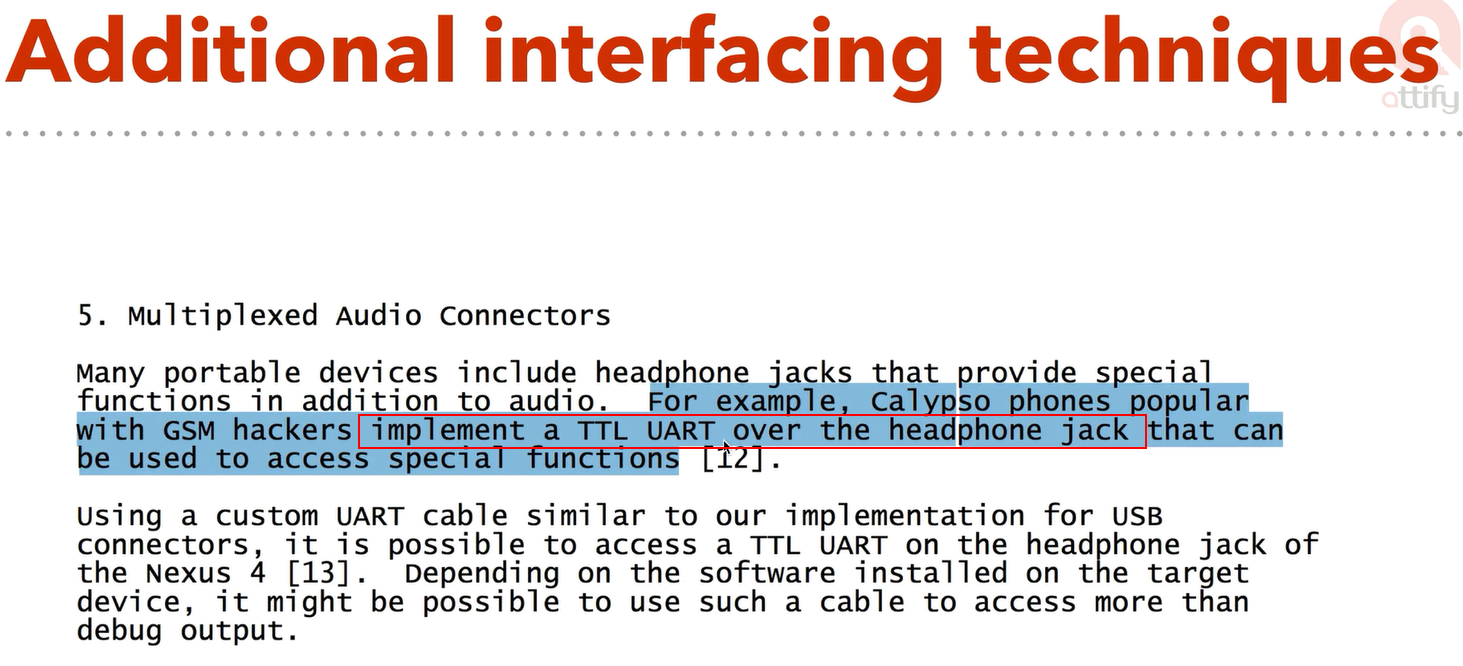 Additional interfacing techniques
attify
5. Multiplexed Audio Connectors
Many portable devices include headphone jacks that provide special
functions in addition to audio.  For example, Calypso phones popular
with GSM hackers implement a TTL UART over the headphone jack that can
be used to access special functions [12].
Using a custom UART cable similar to our implementation for USB
connectors, it is possible to access a TTL UART on the headphone jack of
the Nexus 4 [13].  Depending on the software installed on the target
device, it might be possible to use such a cable to access more than
debug output.